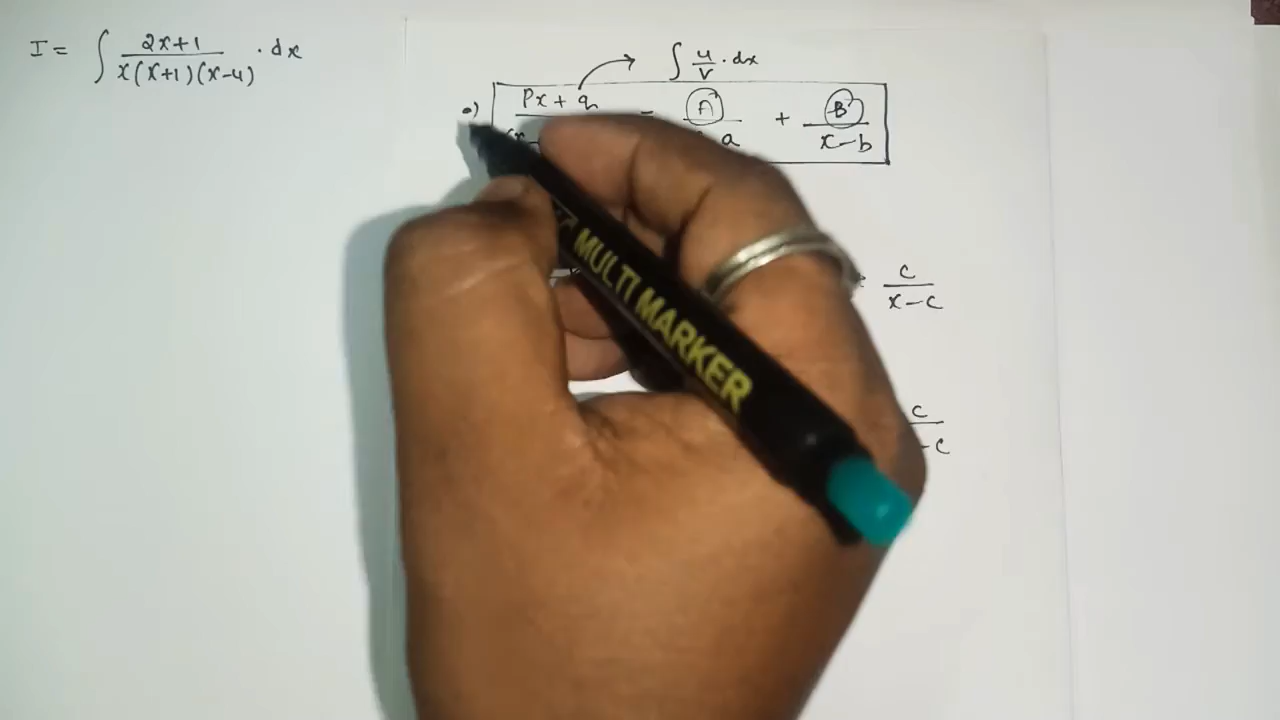 I = ∫ 2x+1 / x(x+1)(x-4) · dx
∫ u/v · dx
Px + q = A / a + B / x-b
c / x-c
c / -c
MULTI MARKER